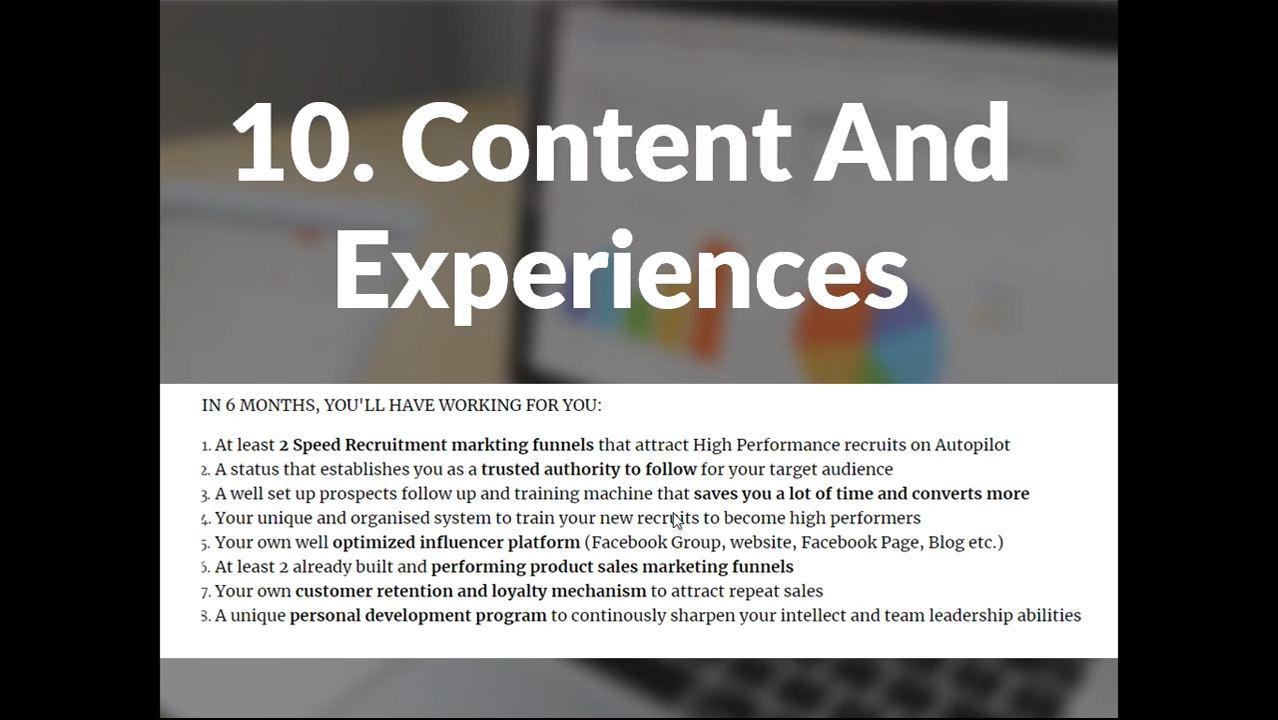 10. Content And
Experiences
IN 6 MONTHS, YOU'LL HAVE WORKING FOR YOU:
1. At least 2 Speed Recruitment markting funnels that attract High Performance recruits on Autopilot
2. A status that establishes you as a trusted authority to follow for your target audience
3. A well set up prospects follow up and training machine that saves you a lot of time and converts more
4. Your unique and organised system to train your new recruits to become high performers
5. Your own well optimized influencer platform (Facebook Group, website, Facebook Page, Blog etc.)
6. At least 2 already built and performing product sales marketing funnels
7. Your own customer retention and loyalty mechanism to attract repeat sales
8. A unique personal development program to continously sharpen your intellect and team leadership abilities